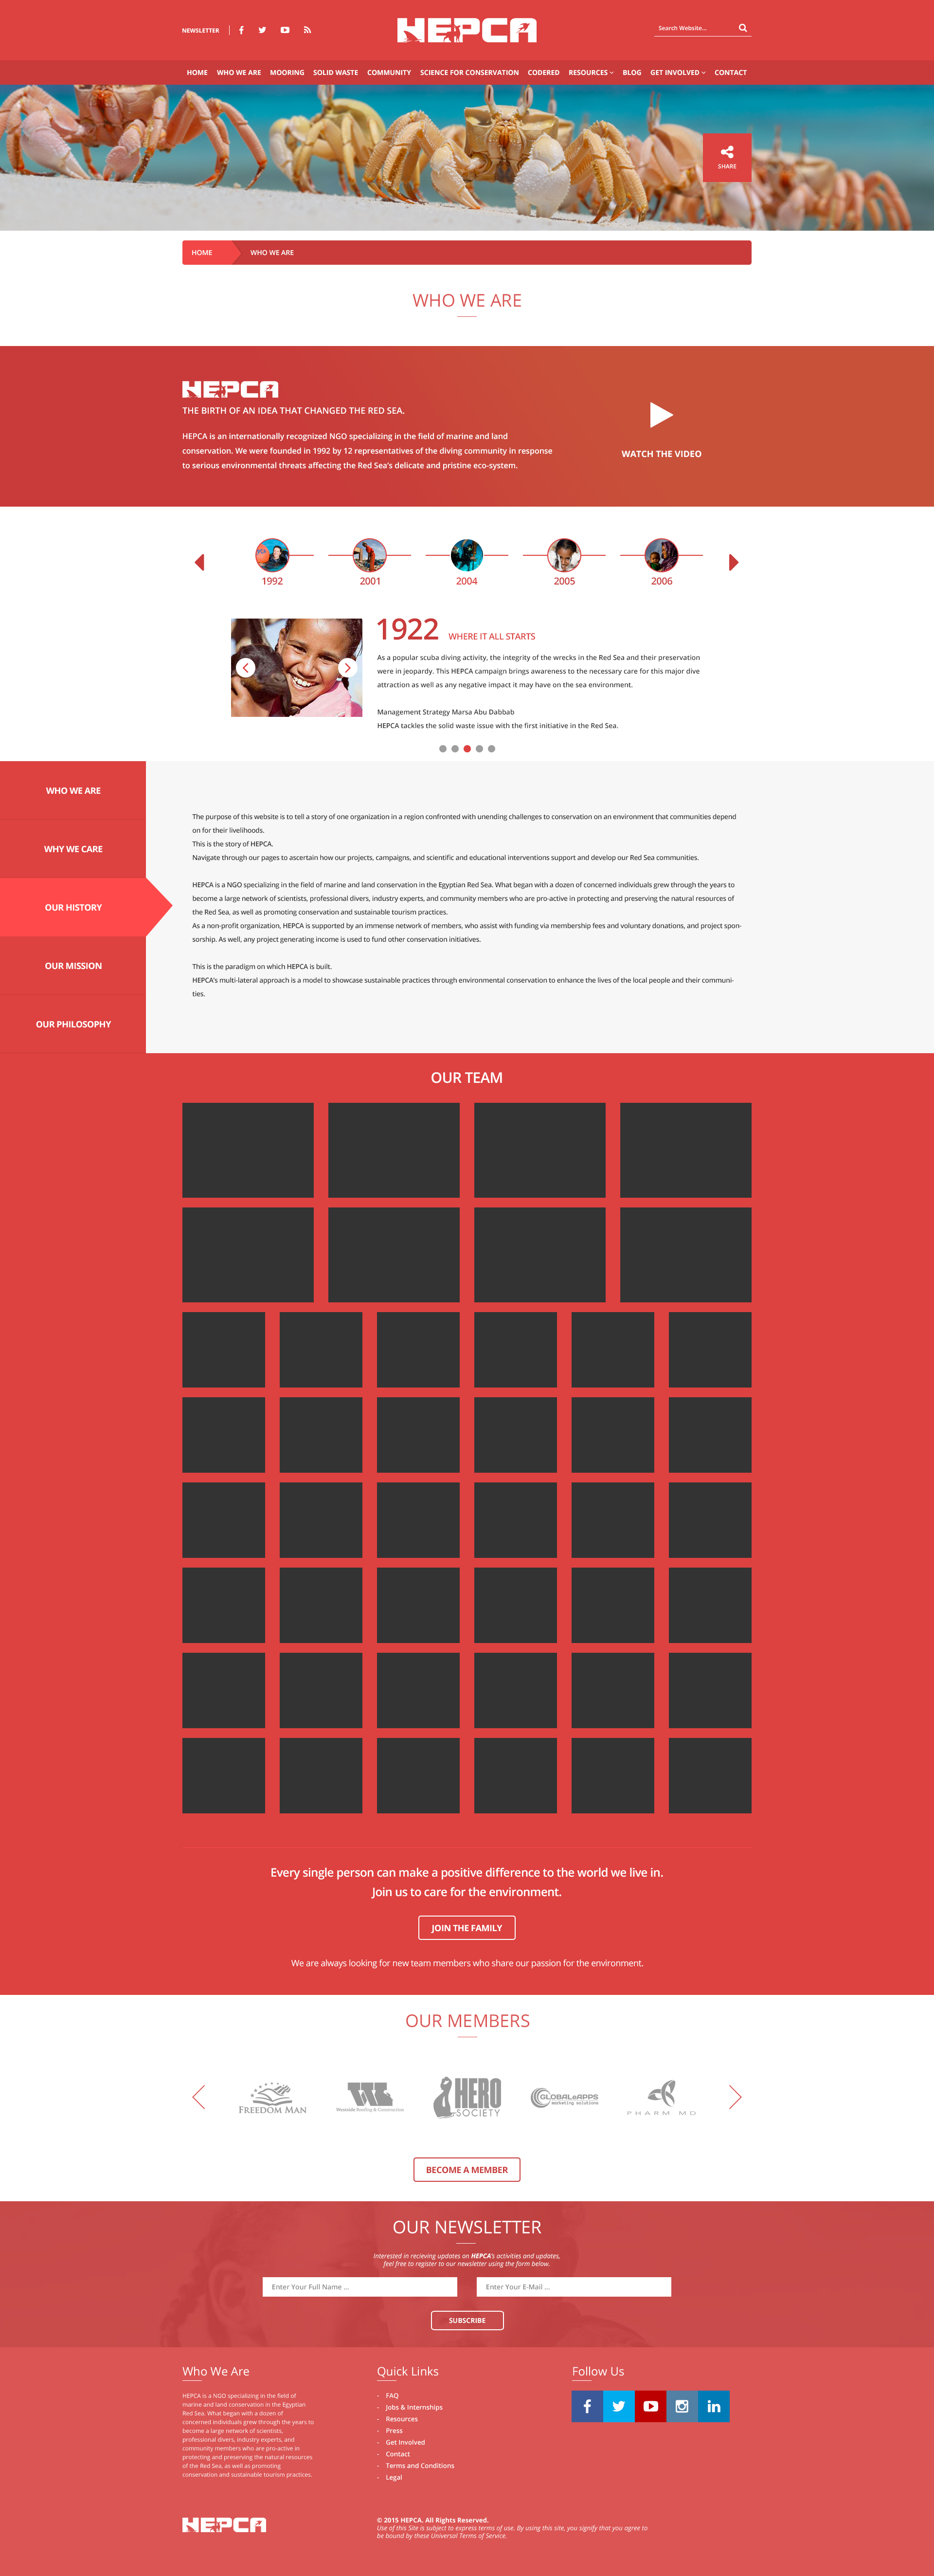 NEWSLETTER
HEPCA
Search Website...
HOME WHO WE ARE MOORING SOLID WASTE COMMUNITY SCIENCE FOR CONSERVATION CODERED RESOURCES BLOG GET INVOLVED CONTACT
SHARE
HOME WHO WE ARE
WHO WE ARE
HEPCA
THE BIRTH OF AN IDEA THAT CHANGED THE RED SEA.
HEPCA is an internationally recognized NGO specializing in the field of marine and land
conservation. We were founded in 1992 by 12 representatives of the diving community in response
to serious environmental threats affecting the Red Sea's delicate and pristine eco-system.
WATCH THE VIDEO
1992 2001 2004 2005 2006
1922 WHERE IT ALL STARTS
As a popular scuba diving activity, the integrity of the wrecks in the Red Sea and their preservation
were in jeopardy. This HEPCA campaign brings awareness to the necessary care for this major dive
attraction as well as any negative impact it may have on the sea environment.
Management Strategy Marsa Abu Dabbab
HEPCA tackles the solid waste issue with the first initiative in the Red Sea.
WHO WE ARE
WHY WE CARE
OUR HISTORY
OUR MISSION
OUR PHILOSOPHY
The purpose of this website is to tell a story of one organization in a region confronted with unending challenges to conservation on an environment that communities depend
on for their livelihoods.
This is the story of HEPCA.
Navigate through our pages to ascertain how our projects, campaigns, and scientific and educational interventions support and develop our Red Sea communities.
HEPCA is a NGO specializing in the field of marine and land conservation in the Egyptian Red Sea. What began with a dozen of concerned individuals grew through the years to
become a large network of scientists, professional divers, industry experts, and community members who are pro-active in protecting and preserving the natural resources of
the Red Sea, as well as promoting conservation and sustainable tourism practices.
As a non-profit organization, HEPCA is supported by an immense network of members, who assist with funding via membership fees and voluntary donations, and project spon-
sorship. As well, any project generating income is used to fund other conservation initiatives.
This is the paradigm on which HEPCA is built.
HEPCA's multi-lateral approach is a model to showcase sustainable practices through environmental conservation to enhance the lives of the local people and their communi-
ties.
OUR TEAM
Every single person can make a positive difference to the world we live in.
Join us to care for the environment.
JOIN THE FAMILY
We are always looking for new team members who share our passion for the environment.
OUR MEMBERS
FREEDOM MAN
Westside Roofing & Construction
HERO
SOCIETY
GLOBALeAPPS
marketing solutions
PHARM MD
BECOME A MEMBER
OUR NEWSLETTER
Interested in recieving updates on HEPCA's activities and updates,
feel free to register to our newsletter using the form below.
Enter Your Full Name ... Enter Your E-Mail ...
SUBSCRIBE
Who We Are
HEPCA is a NGO specializing in the field of
marine and land conservation in the Egyptian
Red Sea. What began with a dozen of
concerned individuals grew through the years to
become a large network of scientists,
professional divers, industry experts, and
community members who are pro-active in
protecting and preserving the natural resources
of the Red Sea, as well as promoting
conservation and sustainable tourism practices.
Quick Links
- FAQ
- Jobs & Internships
- Resources
- Press
- Get Involved
- Contact
- Terms and Conditions
- Legal
Follow Us
HEPCA
© 2015 HEPCA. All Rights Reserved.
Use of this Site is subject to express terms of use. By using this site, you signify that you agree to
be bound by these Universal Terms of Service.